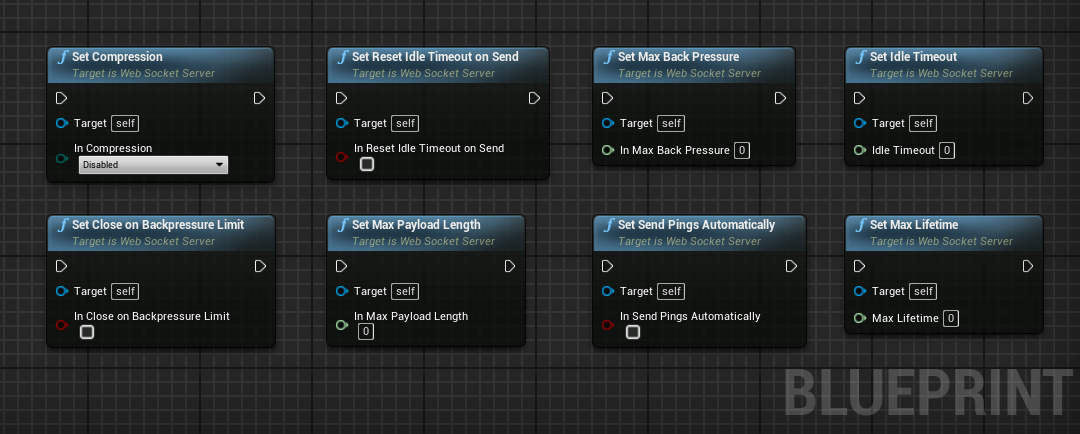 Set Compression
Target is Web Socket Server
Target self
In Compression
Disabled
Set Reset Idle Timeout on Send
Target is Web Socket Server
Target self
In Reset Idle Timeout on Send
Set Max Back Pressure
Target is Web Socket Server
Target self
In Max Back Pressure 0
Set Idle Timeout
Target is Web Socket Server
Target self
Idle Timeout 0
Set Close on Backpressure Limit
Target is Web Socket Server
Target self
In Close on Backpressure Limit
Set Max Payload Length
Target is Web Socket Server
Target self
In Max Payload Length
0
Set Send Pings Automatically
Target is Web Socket Server
Target self
In Send Pings Automatically
Set Max Lifetime
Target is Web Socket Server
Target self
Max Lifetime 0
BLUEPRINT